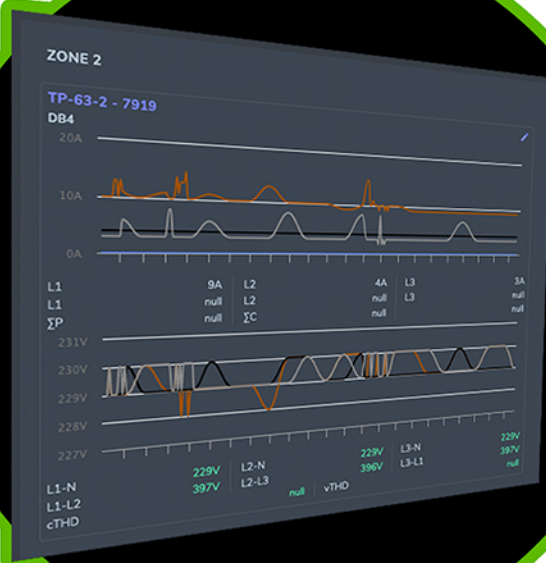 ZONE 2
TP-63-2 - 7919
DB4
20A
10A
0A
L1 9A L2 4A L3 3A
L1 null L2 null L3 null
∑P null ∑C null null
231V
230V
229V
228V
227V
L1-N 229V L2-N 229V L3-N 229V
L1-L2 397V L2-L3 396V L3-L1 397V
cTHD null vTHD null